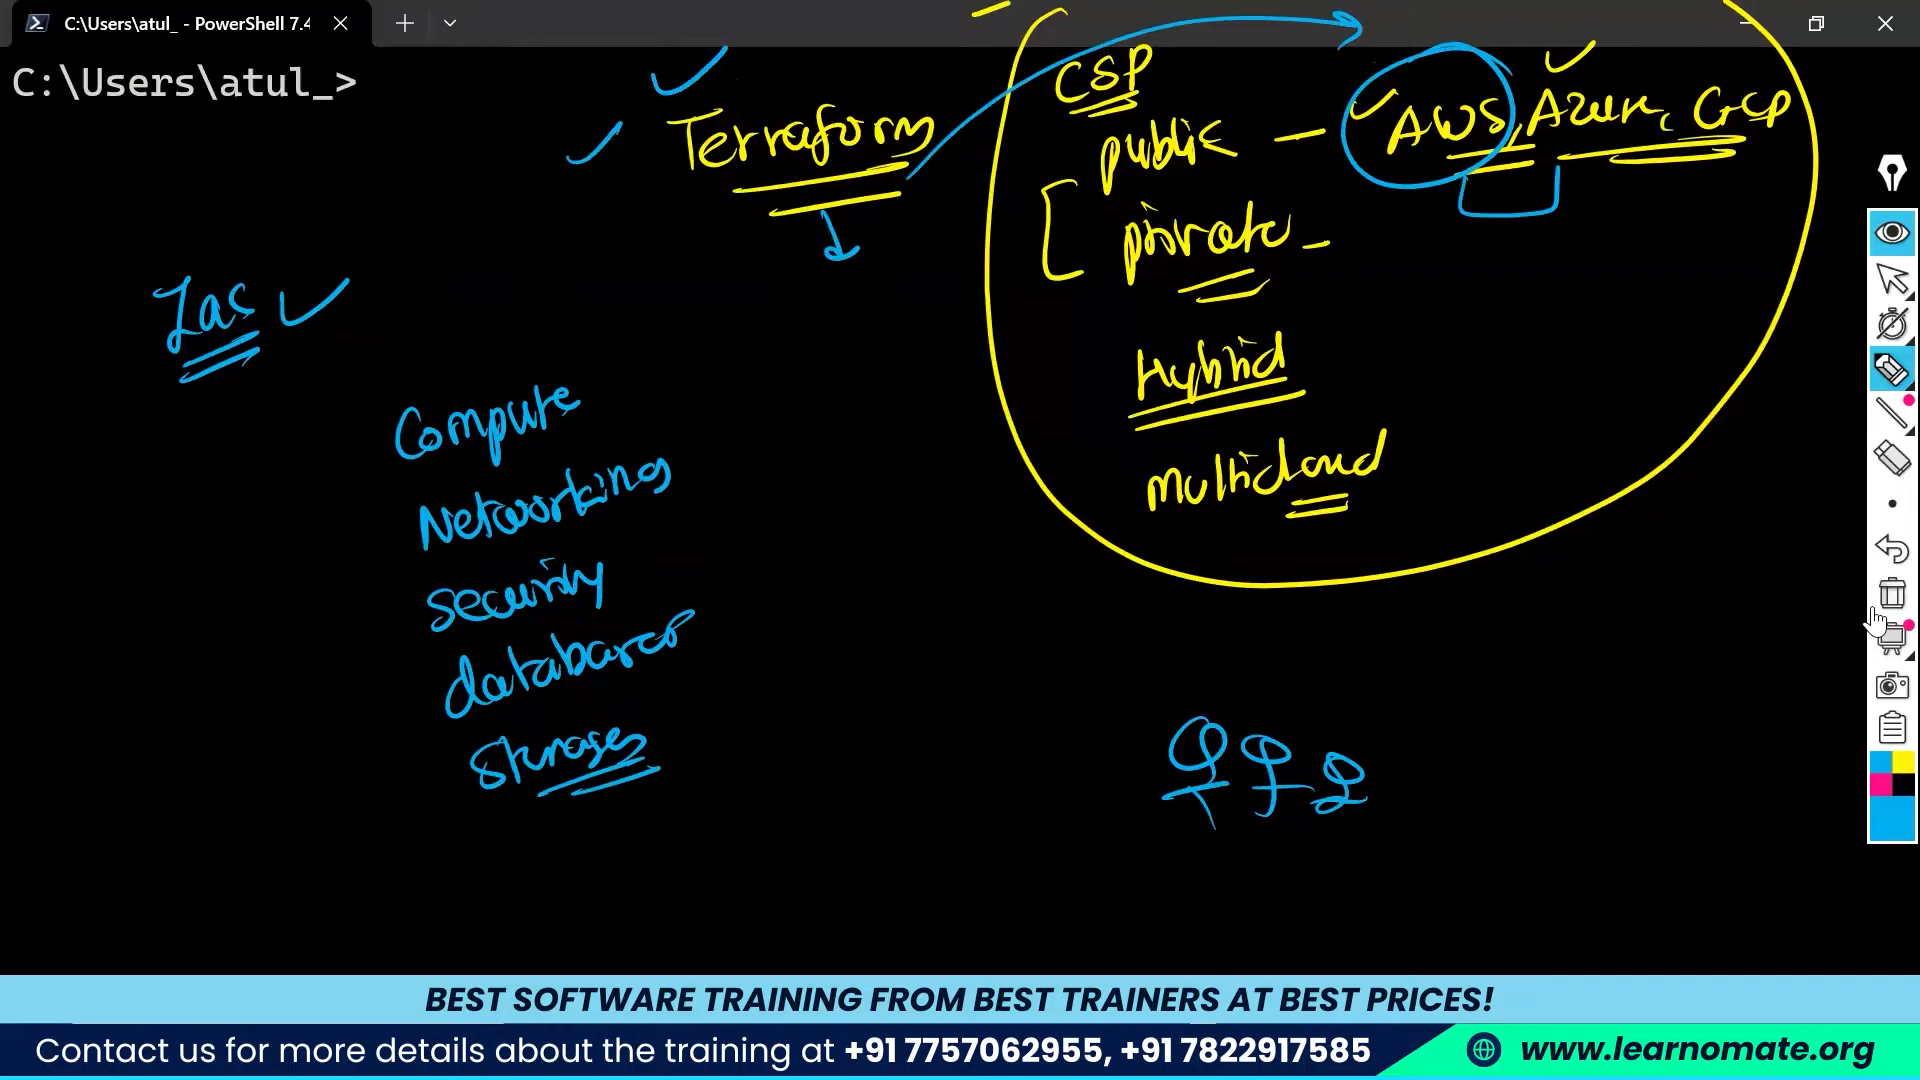 C:\Users\atul_ - PowerShell 7.4
C:\Users\atul_>
Terraform
CSP
public - AWS, Azure, GCP
private -
Hybrid
multicloud
Iac
Compute
Networking
security
databases
Storages
BEST SOFTWARE TRAINING FROM BEST TRAINERS AT BEST PRICES!
Contact us for more details about the training at +91 7757062955, +91 7822917585
www.learnomate.org